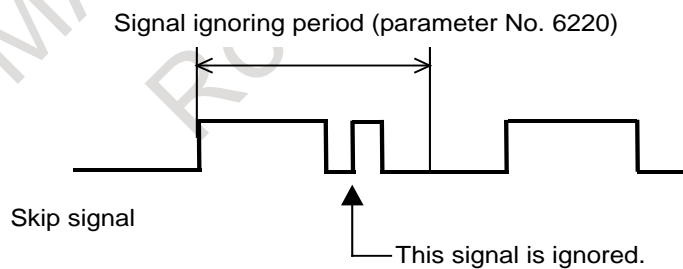 Signal ignoring period (parameter No. 6220)
Skip signal
This signal is ignored.